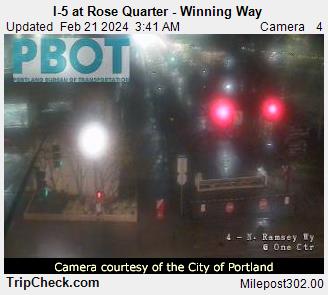 I-5 at Rose Quarter - Winning Way
Updated Feb 21 2024 3:41 AM Camera 4
PBOT
PORTLAND BUREAU OF TRANSPORTATION
4 - N. Ramsey Wy
@ One Ctr
Camera courtesy of the City of Portland
TripCheck.com Milepost302.00